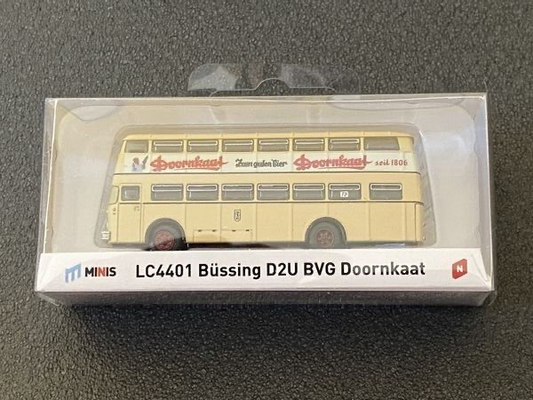 Doornkaat Zum guten Bier Doornkaat seit 1806
MINIS LC4401 Büssing D2U BVG Doornkaat N